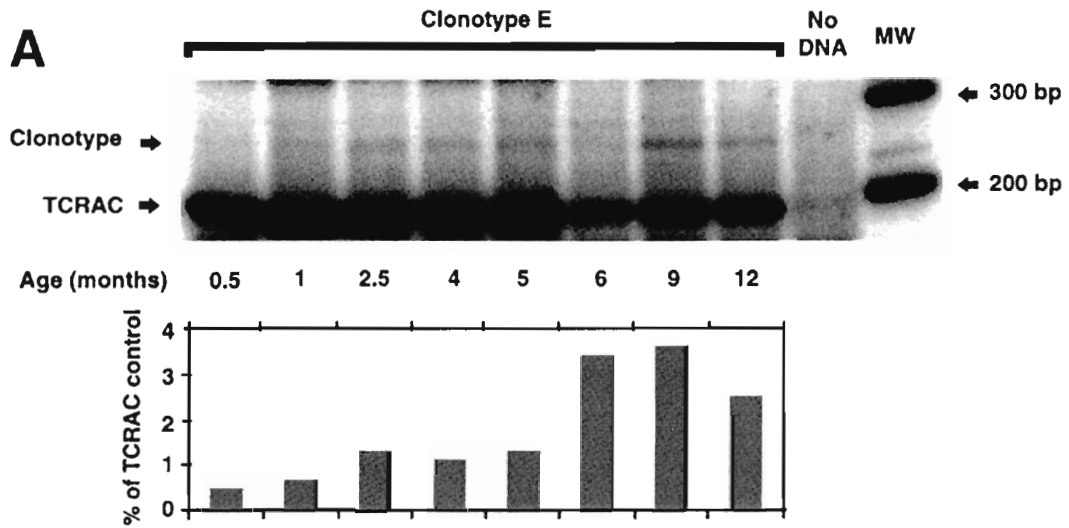 A
Clonotype E
No
DNA
MW
300 bp
Clonotype
200 bp
TCRAC
Age (months) 0.5 1 2.5 4 5 6 9 12
% of TCRAC control
4
3
2
1
0